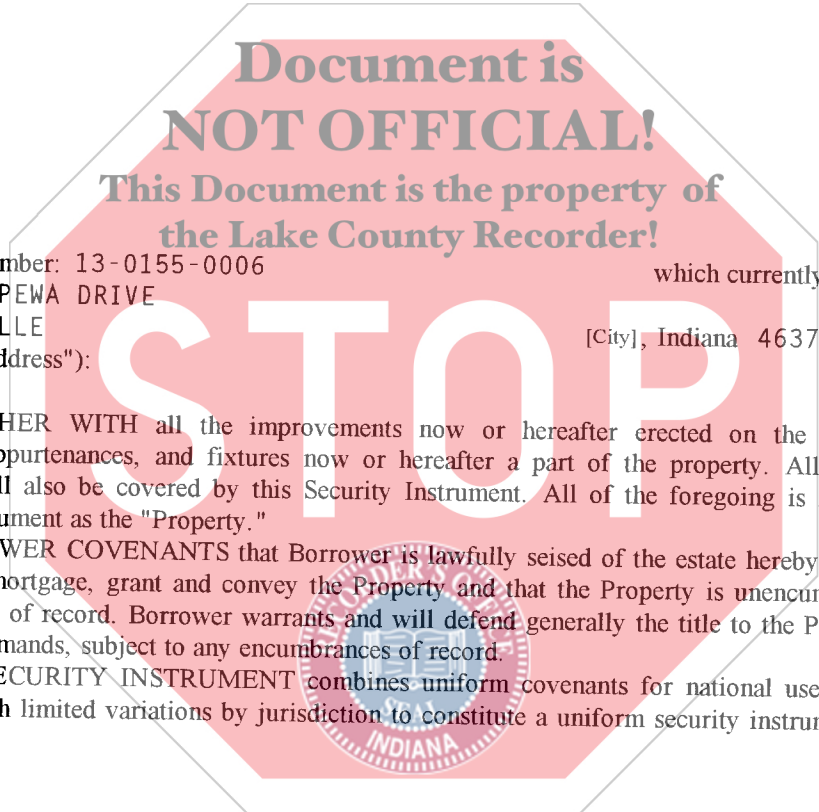 Document is
NOT OFFICIAL!
This Document is the property of
the Lake County Recorder!
mber: 13-0155-0006 which currently
PEWA DRIVE
LLE [City], Indiana 4637
ddress"):
STOP
HER WITH all the improvements now or hereafter erected on the
ppurtenances, and fixtures now or hereafter a part of the property. All
ll also be covered by this Security Instrument. All of the foregoing is
ument as the "Property."
WER COVENANTS that Borrower is lawfully seised of the estate hereby
nortgage, grant and convey the Property and that the Property is unencur
of record. Borrower warrants and will defend generally the title to the P
mands, subject to any encumbrances of record.
ECURITY INSTRUMENT combines uniform covenants for national use
h limited variations by jurisdiction to constitute a uniform security instrur
RECORDER'S OFFICE
SEAL
INDIANA